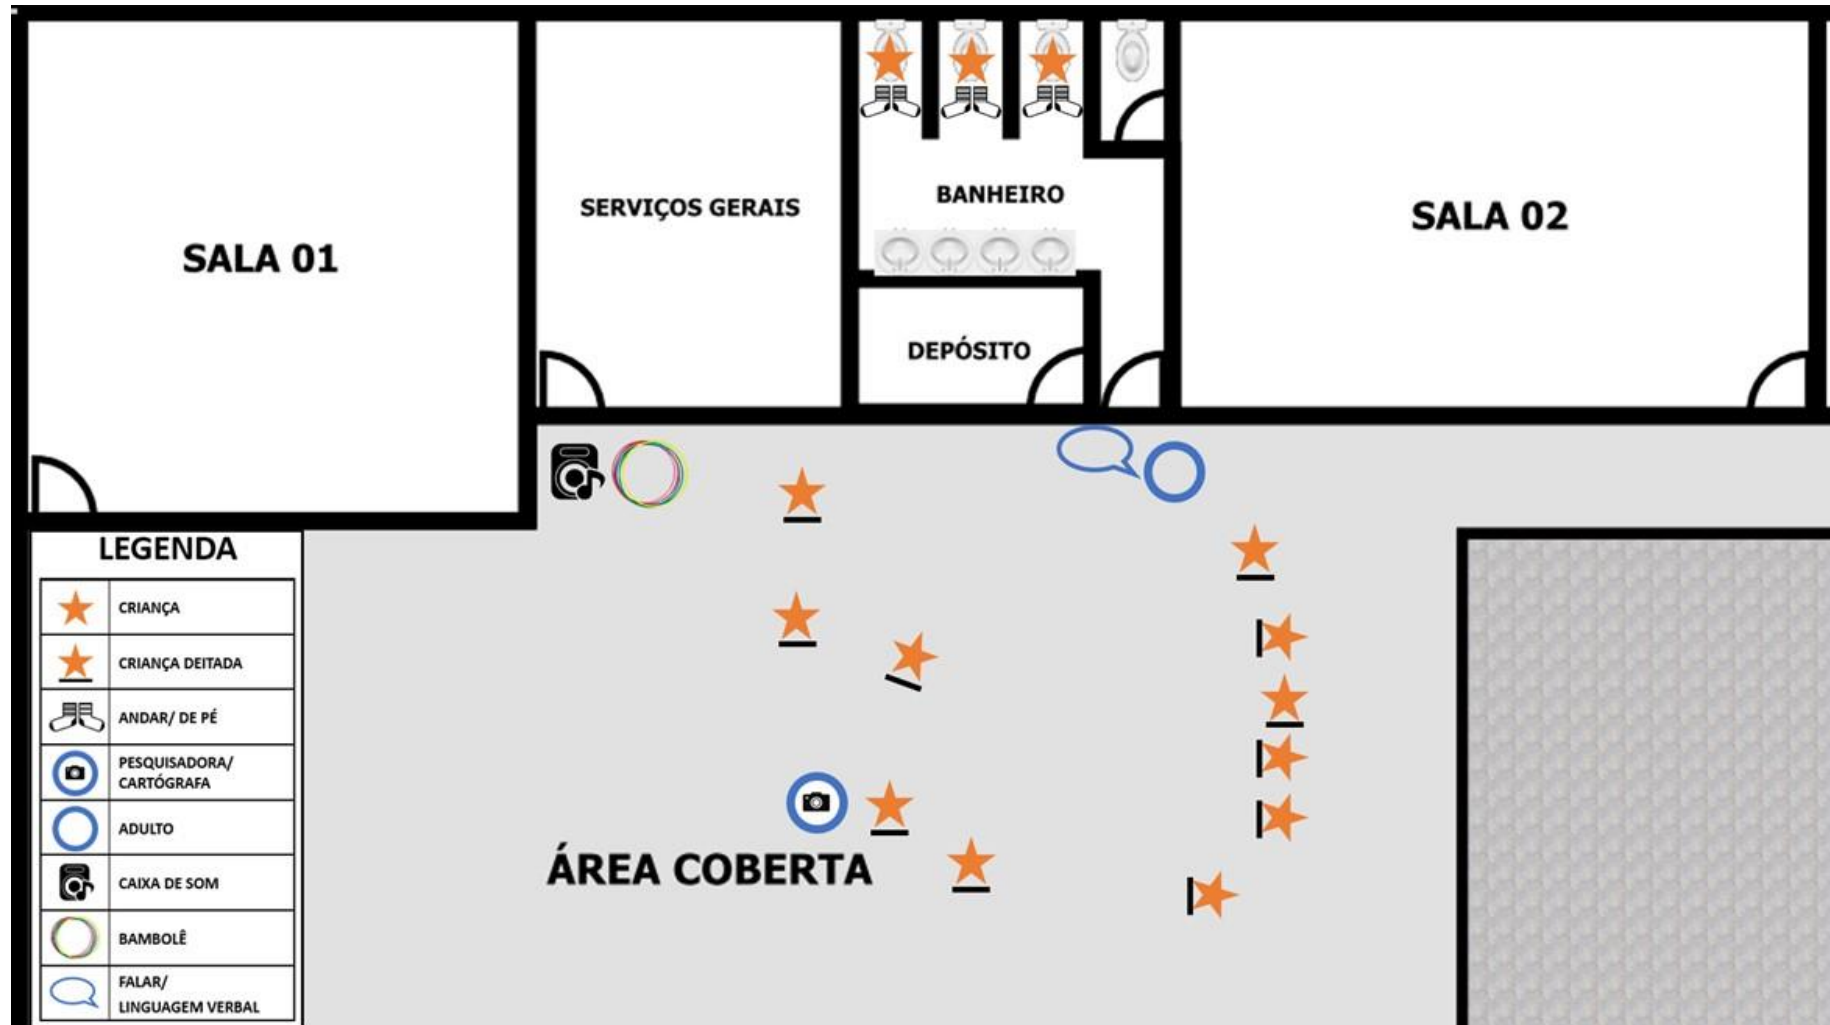 SALA 01
SERVIÇOS GERAIS
BANHEIRO
DEPÓSITO
SALA 02
ÁREA COBERTA
LEGENDA
CRIANÇA
CRIANÇA DEITADA
ANDAR/ DE PÉ
PESQUISADORA/
CARTÓGRAFA
ADULTO
CAIXA DE SOM
BAMBOLÊ
FALAR/
LINGUAGEM VERBAL